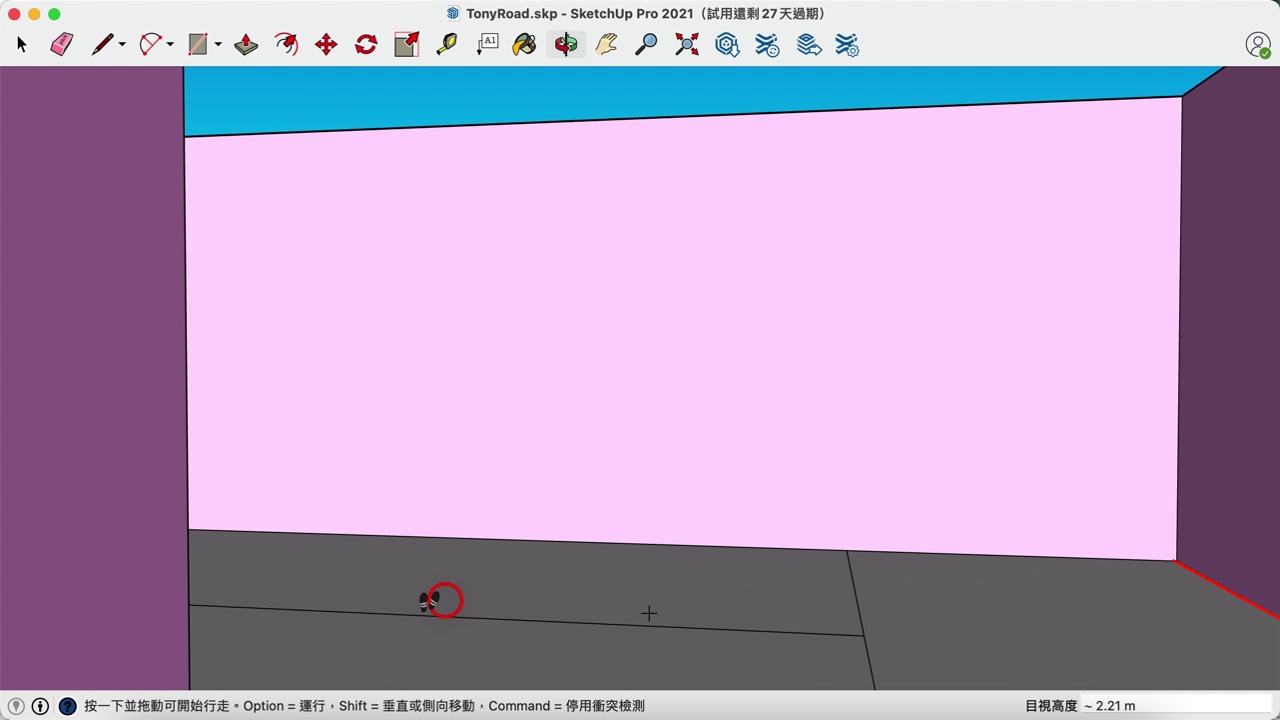 TonyRoad.skp - SketchUp Pro 2021（試用還剩 27 天過期）
A1
按一下並拖動可開始行走。Option = 運行，Shift = 垂直或側向移動，Command = 停用衝突檢測
目視高度 ~ 2.21 m